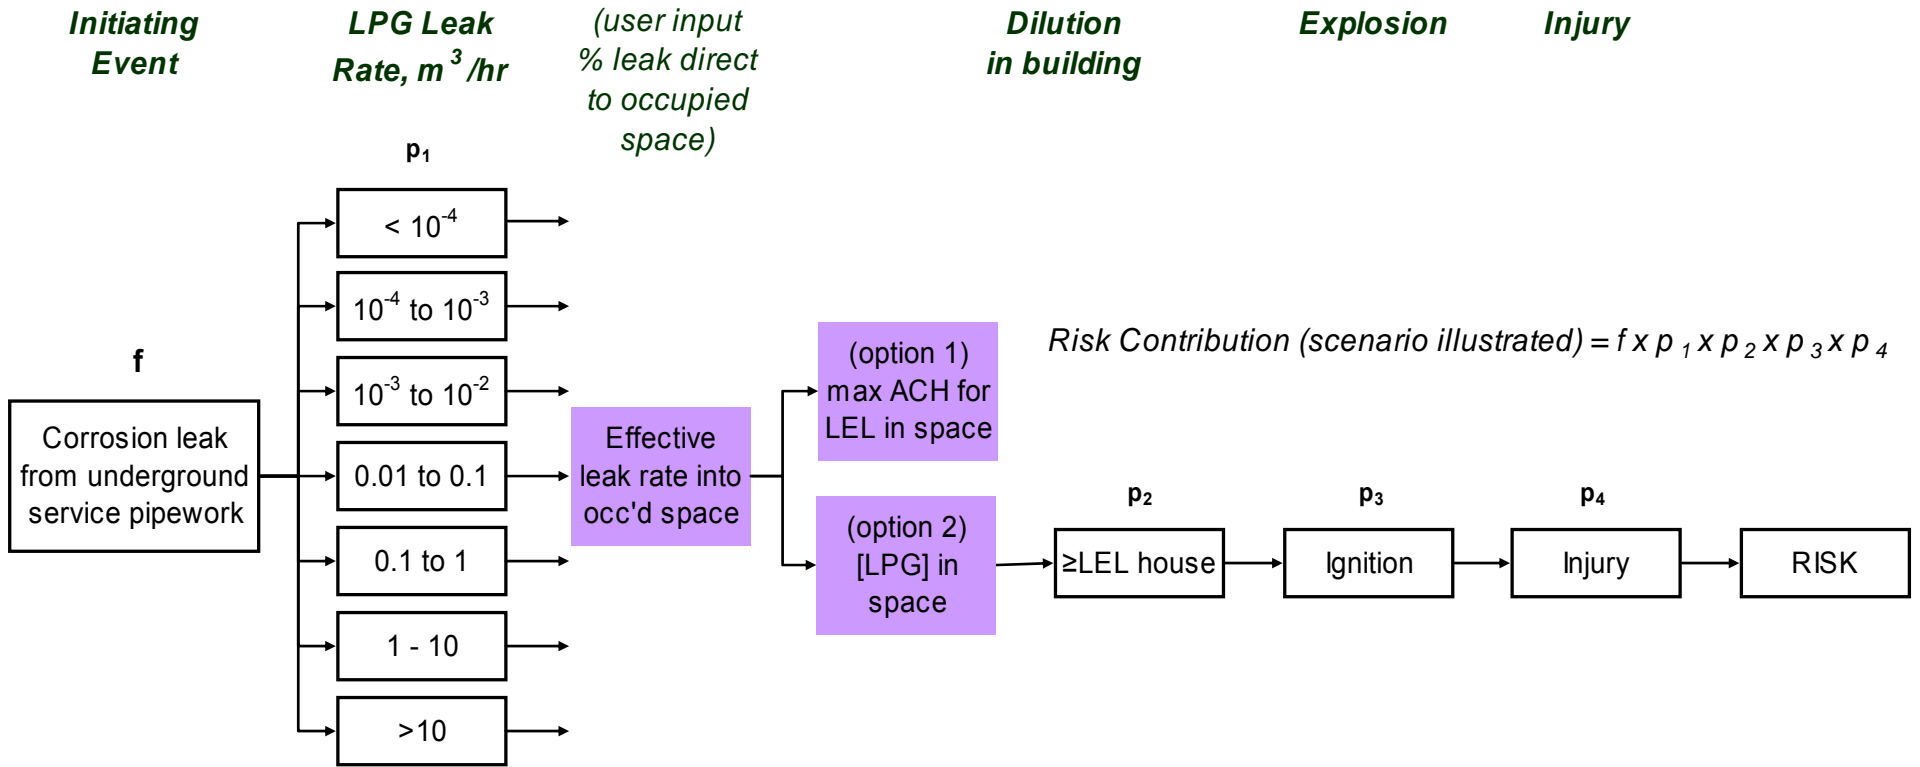 Initiating
Event
LPG Leak
Rate, m³/hr
(user input
% leak direct
to occupied
space)
Dilution
in building
Explosion
Injury
p₁
< 10⁻⁴
10⁻⁴ to 10⁻³
10⁻³ to 10⁻²
0.01 to 0.1
0.1 to 1
1 - 10
>10
f
Corrosion leak
from underground
service pipework
Effective
leak rate into
occ'd space
(option 1)
max ACH for
LEL in space
(option 2)
[LPG] in
space
Risk Contribution (scenario illustrated) = f x p₁ x p₂ x p₃ x p₄
p₂
≥LEL house
p₃
Ignition
p₄
Injury
RISK